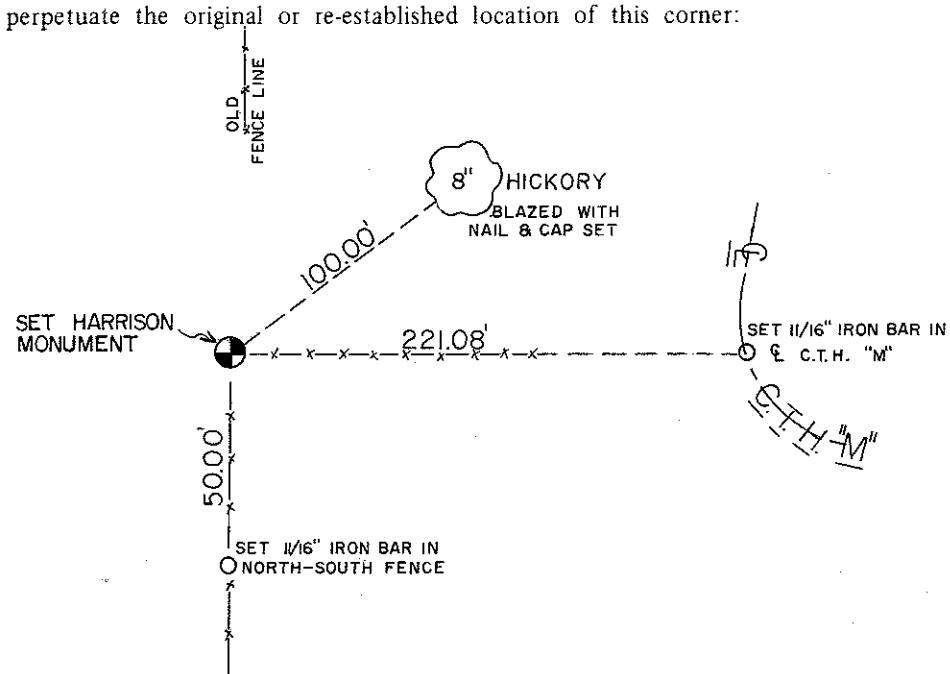 perpetuate the original or re-established location of this corner:
OLD
FENCE LINE
8"
HICKORY
BLAZED WITH
NAIL & CAP SET
100.00'
SET HARRISON
MONUMENT
221.08'
℄
SET 11/16" IRON BAR IN
℄ C.T.H. "M"
C.T.H. "M"
50.00'
SET 11/16" IRON BAR IN
NORTH-SOUTH FENCE